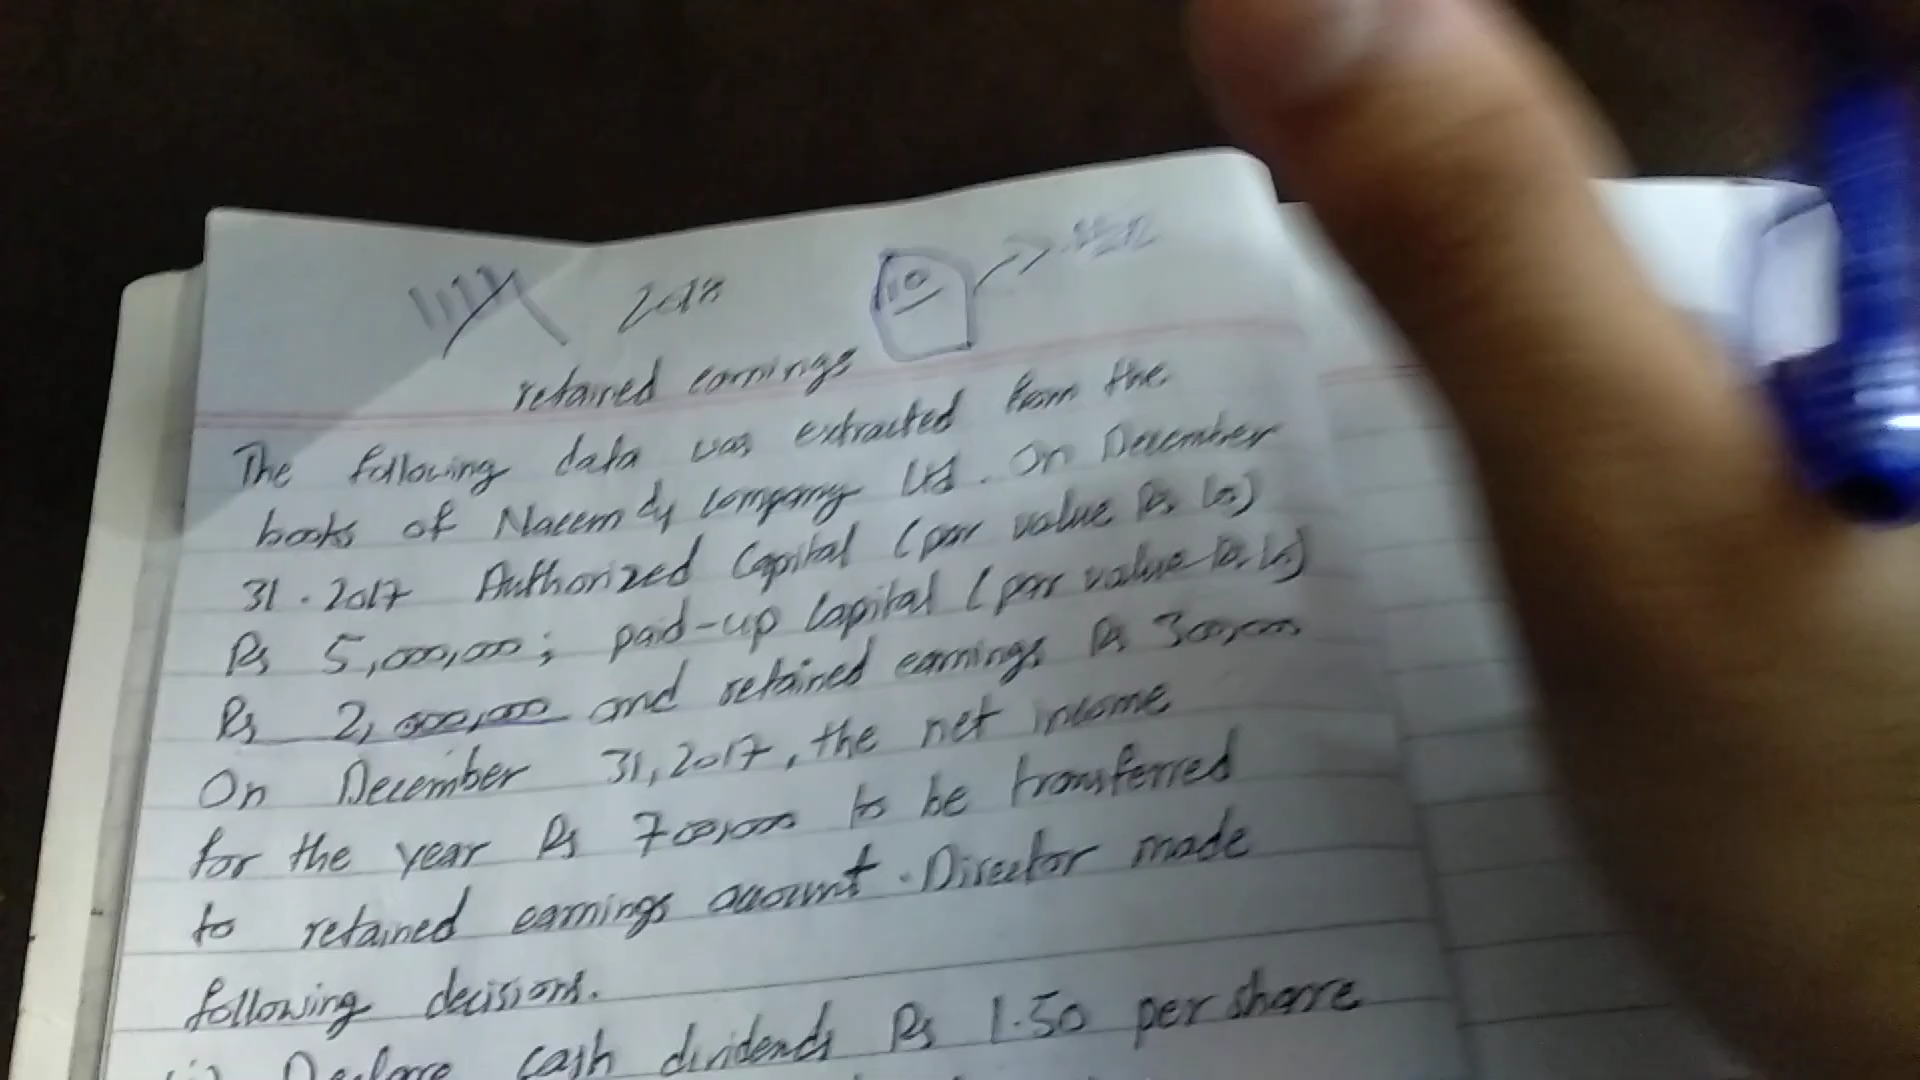 2018
10
retained earnings
The following data was extracted from the
books of Naeem dy company Ltd. On December
31.2017 Authorized Capital (par value Rs 10.)
Rs 5,000,000; paid-up Capital (par value Rs 10)
Rs 2,000,000 and retained earnings Rs 300,000
On December 31,2017, the net income
for the year Rs 700,000 to be transferred
to retained earnings account. Director made
following decisions.
Declare cash dividends Rs 1.50 per share